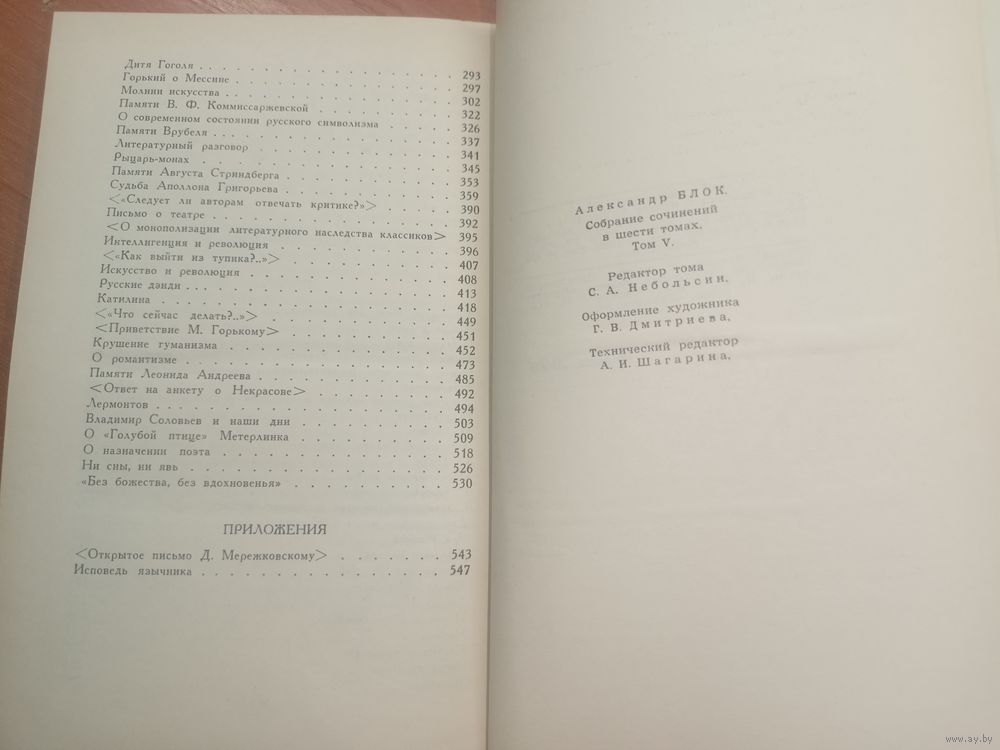 Дитя Гоголя . . . . . . . . . . . . . . . . . . 293
Горький о Мессине . . . . . . . . . . . . . . . 297
Молнии искусства . . . . . . . . . . . . . . . . 302
Памяти В. Ф. Комиссаржевской . . . . . . . . . . 322
О современном состоянии русского символизма . . . . . 326
Памяти Врубеля . . . . . . . . . . . . . . . . . 337
Литературный разговор . . . . . . . . . . . . . . 341
Рыцарь-монах . . . . . . . . . . . . . . . . . . 345
Памяти Августа Стриндберга . . . . . . . . . . . . 353
Судьба Аполлона Григорьева . . . . . . . . . . . . 359
<«Следует ли авторам отвечать критике?»> . . . . . . 390
Письмо о театре . . . . . . . . . . . . . . . . . 392
<О монополизации литературного наследства классиков> 395
Интеллигенция и революция . . . . . . . . . . . . 396
<«Как выйти из тупика?..»> . . . . . . . . . . . . 407
Искусство и революция . . . . . . . . . . . . . . 408
Русские дэнди . . . . . . . . . . . . . . . . . . 413
Катилина . . . . . . . . . . . . . . . . . . . . 418
<«Что сейчас делать?..»> . . . . . . . . . . . . . 449
<Приветствие М. Горькому> . . . . . . . . . . . . 451
Крушение гуманизма . . . . . . . . . . . . . . . 452
О романтизме . . . . . . . . . . . . . . . . . . 473
Памяти Леонида Андреева . . . . . . . . . . . . . 485
<Ответ на анкету о Некрасове> . . . . . . . . . . 492
Лермонтов . . . . . . . . . . . . . . . . . . . . 494
Владимир Соловьев и наши дни . . . . . . . . . . . 503
О «Голубой птице» Метерлинка . . . . . . . . . . . 509
О назначении поэта . . . . . . . . . . . . . . . 518
Ни сны, ни явь . . . . . . . . . . . . . . . . . 526
«Без божества, без вдохновенья» . . . . . . . . . . 530
ПРИЛОЖЕНИЯ
<Открытое письмо Д. Мережковскому> . . . . . . . 543
Исповедь язычника . . . . . . . . . . . . . . . . 547
Александр БЛОК.
Собрание сочинений
в шести томах.
Том V.
Редактор тома
С. А. Небольсин.
Оформление художника
Г. В. Дмитриева.
Технический редактор
А. И. Шагарина.
www.ay.by